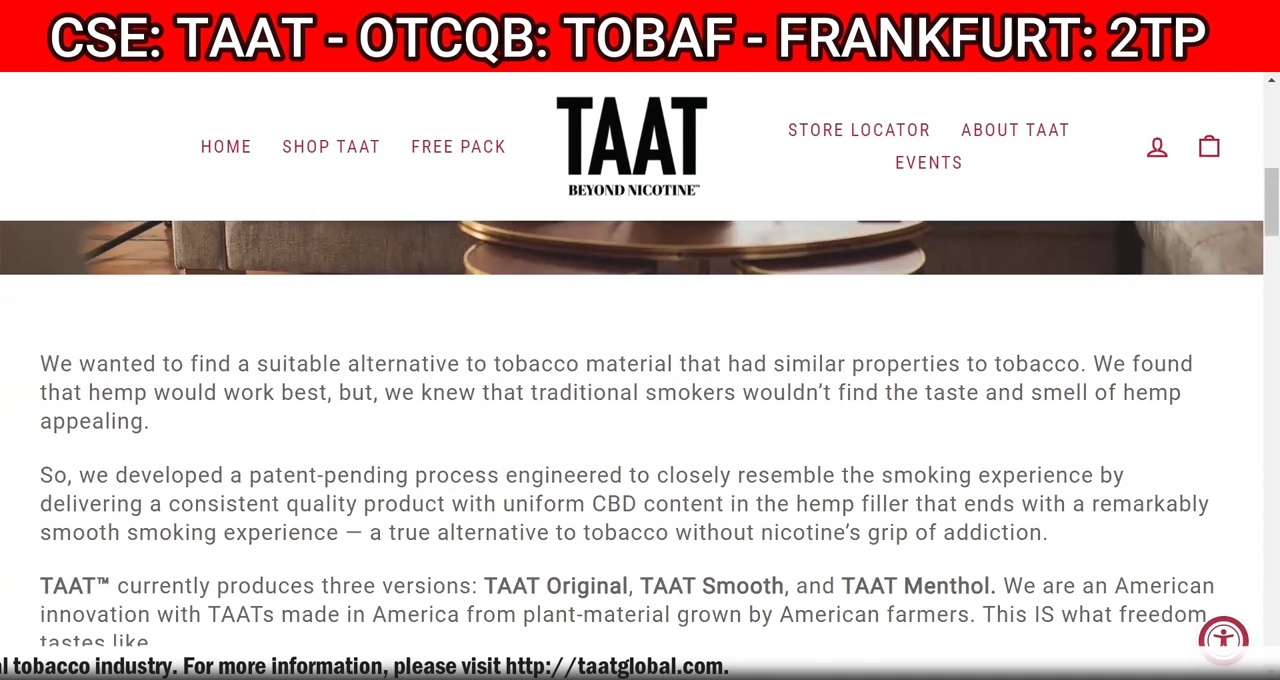 CSE: TAAT - OTCQB: TOBAF - FRANKFURT: 2TP
HOME SHOP TAAT FREE PACK
TAAT
BEYOND NICOTINE™
STORE LOCATOR ABOUT TAAT
EVENTS
We wanted to find a suitable alternative to tobacco material that had similar properties to tobacco. We found
that hemp would work best, but, we knew that traditional smokers wouldn’t find the taste and smell of hemp
appealing.
So, we developed a patent-pending process engineered to closely resemble the smoking experience by
delivering a consistent quality product with uniform CBD content in the hemp filler that ends with a remarkably
smooth smoking experience — a true alternative to tobacco without nicotine’s grip of addiction.
TAAT™ currently produces three versions: TAAT Original, TAAT Smooth, and TAAT Menthol. We are an American
innovation with TAATs made in America from plant-material grown by American farmers. This IS what freedom
tastes like
tobacco industry. For more information, please visit http://taatglobal.com.